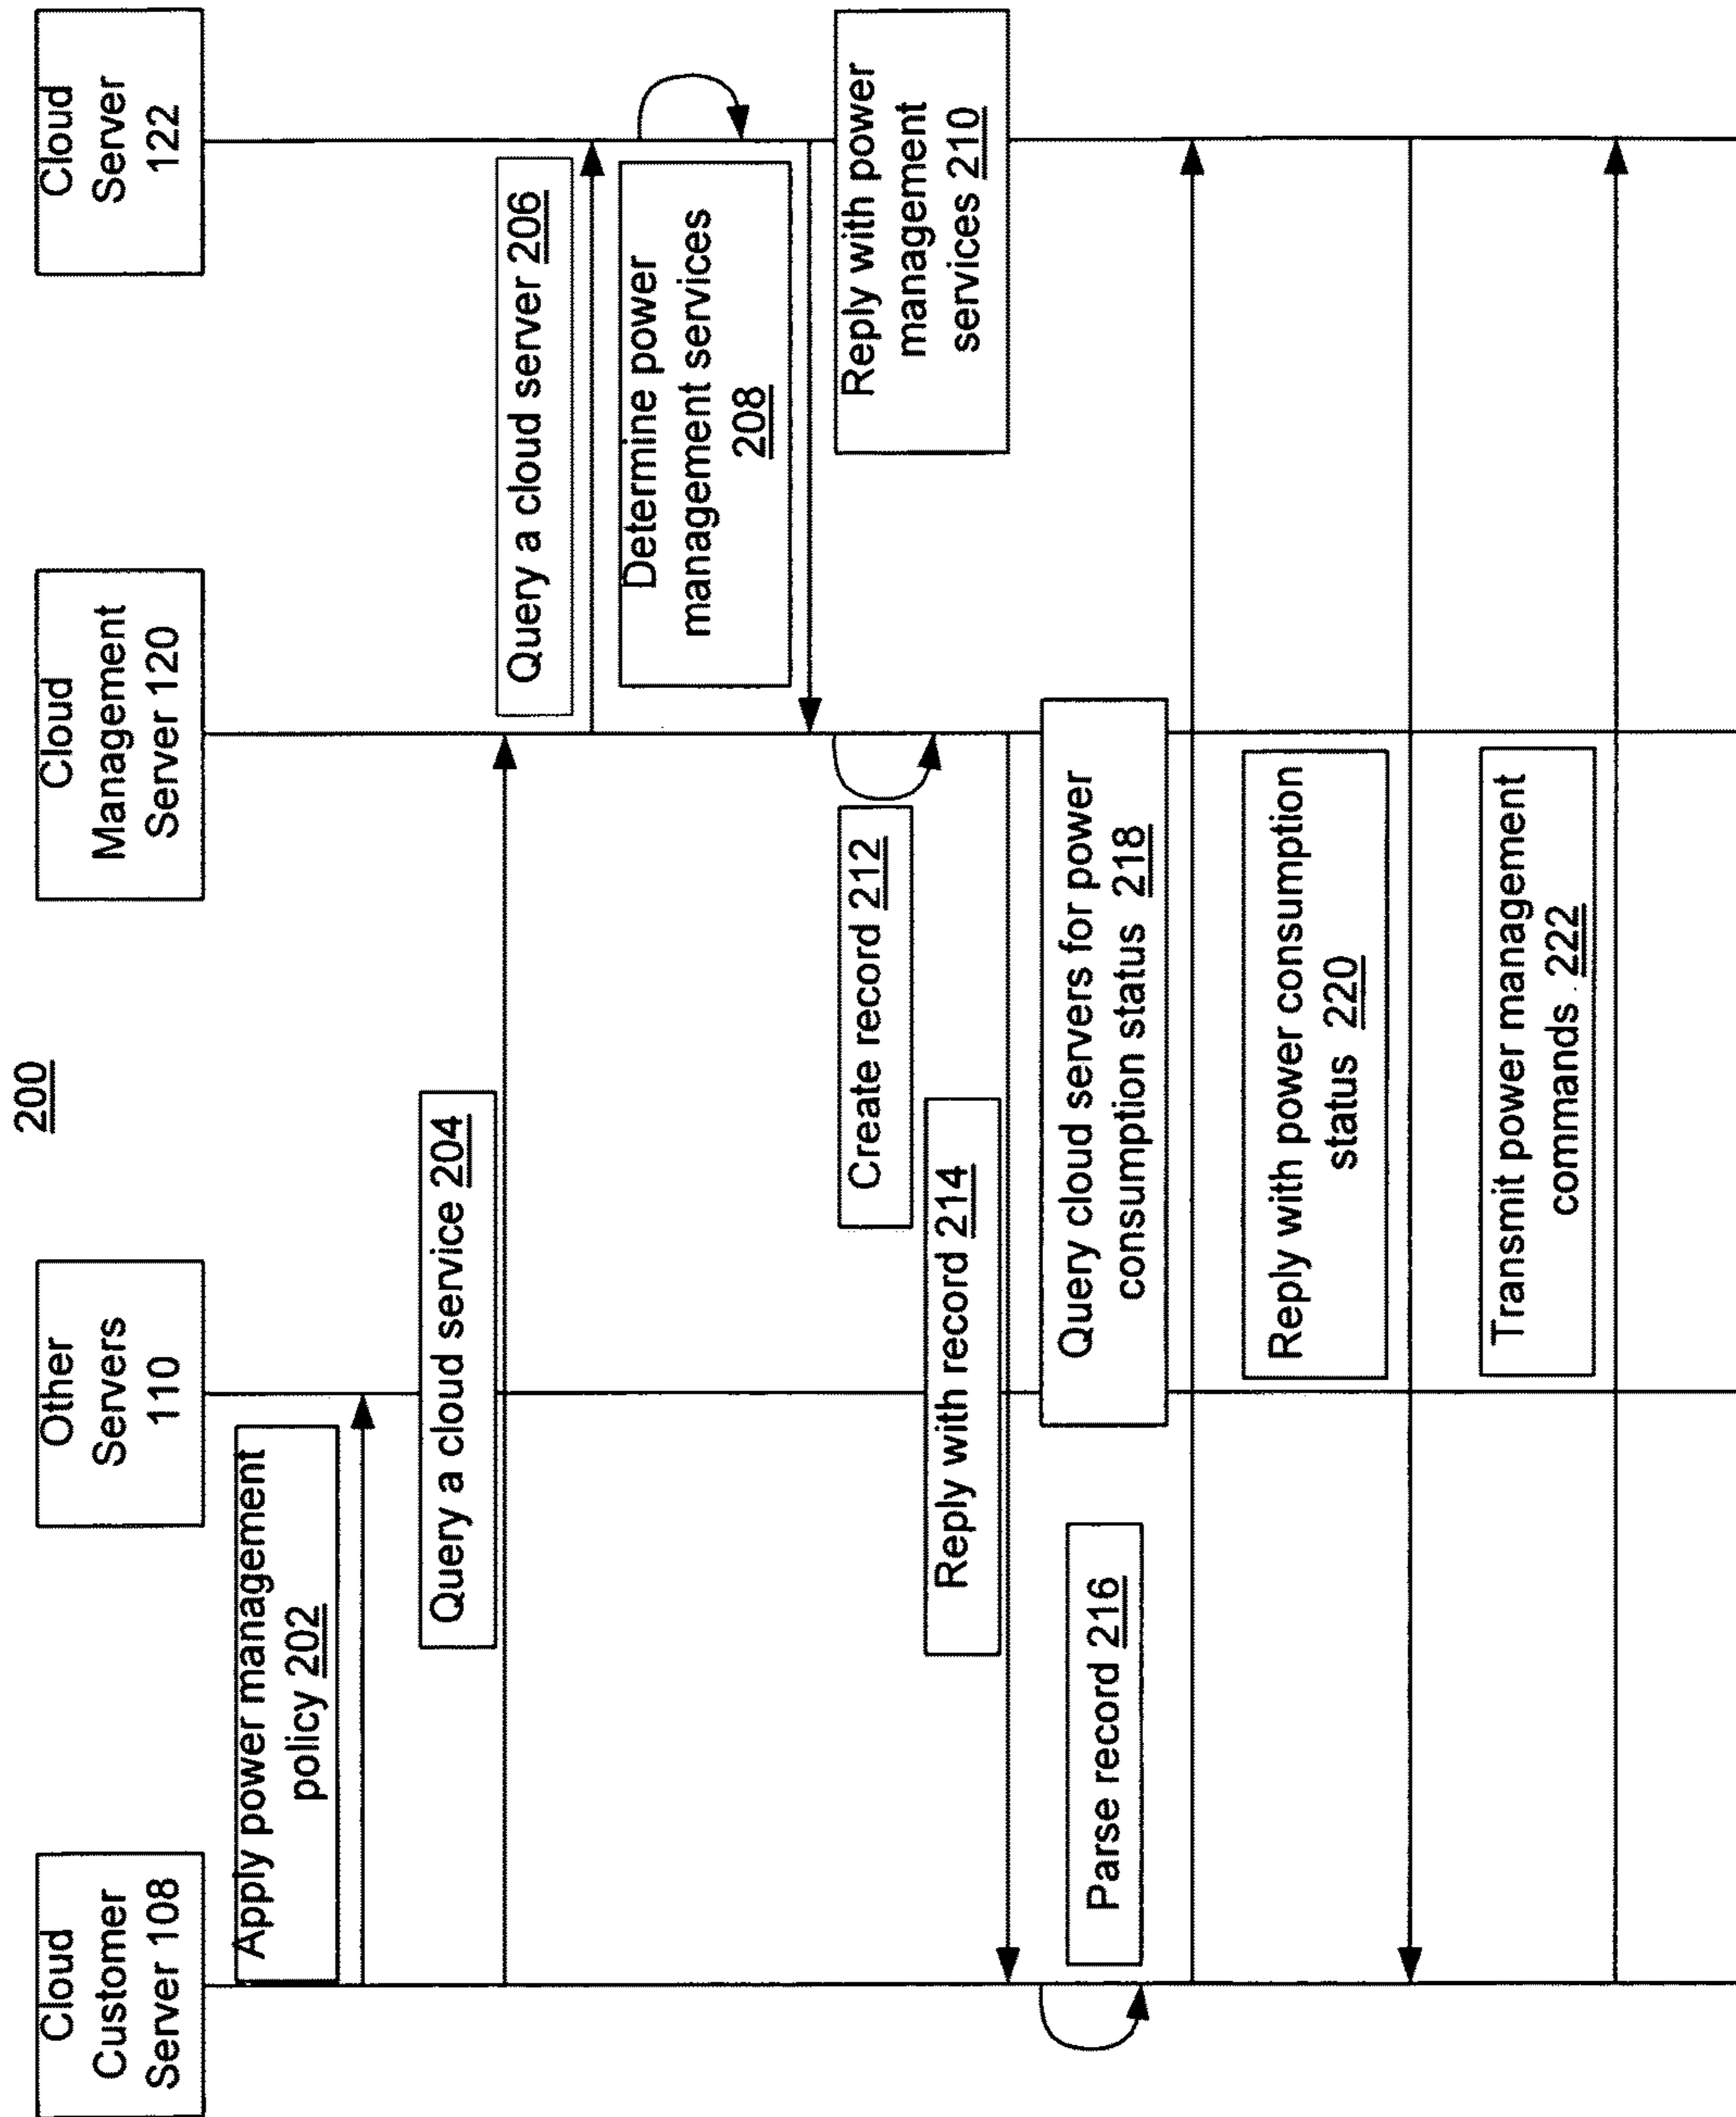 200
Cloud
Customer
Server 108
Other
Servers
110
Cloud
Management
Server 120
Cloud
Server
122
Apply power management
policy 202
Query a cloud service 204
Query a cloud server 206
Determine power
management services
208
Reply with power
management
services 210
Create record 212
Reply with record 214
Parse record 216
Query cloud servers for power
consumption status 218
Reply with power consumption
status 220
Transmit power management
commands 222